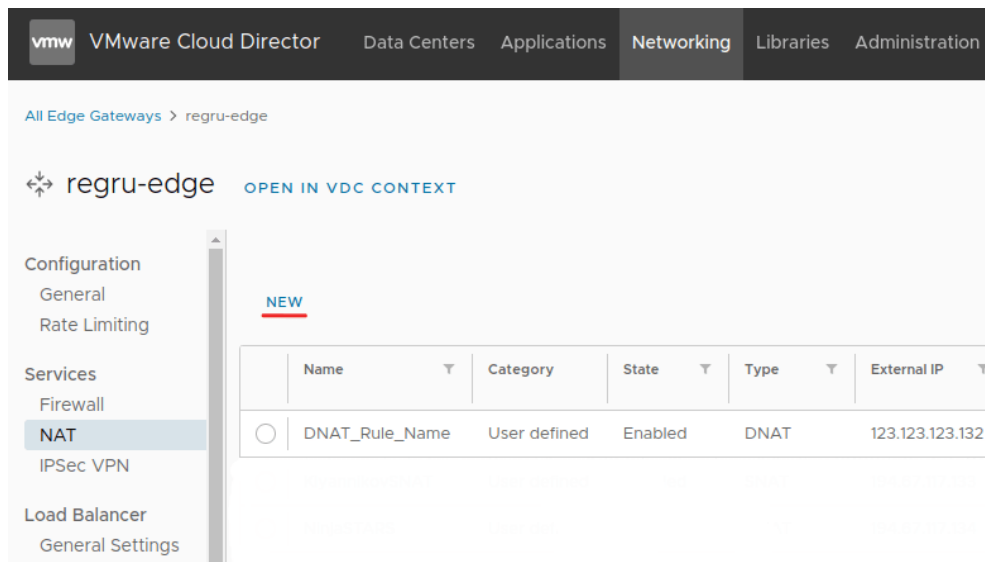 vmw VMware Cloud Director Data Centers Applications Networking Libraries Administration
All Edge Gateways > regru-edge
regru-edge OPEN IN VDC CONTEXT
Configuration
General
Rate Limiting
Services
Firewall
NAT
IPSec VPN
Load Balancer
General Settings
NEW
Name Category State Type External IP
DNAT_Rule_Name User defined Enabled DNAT 123.123.123.132